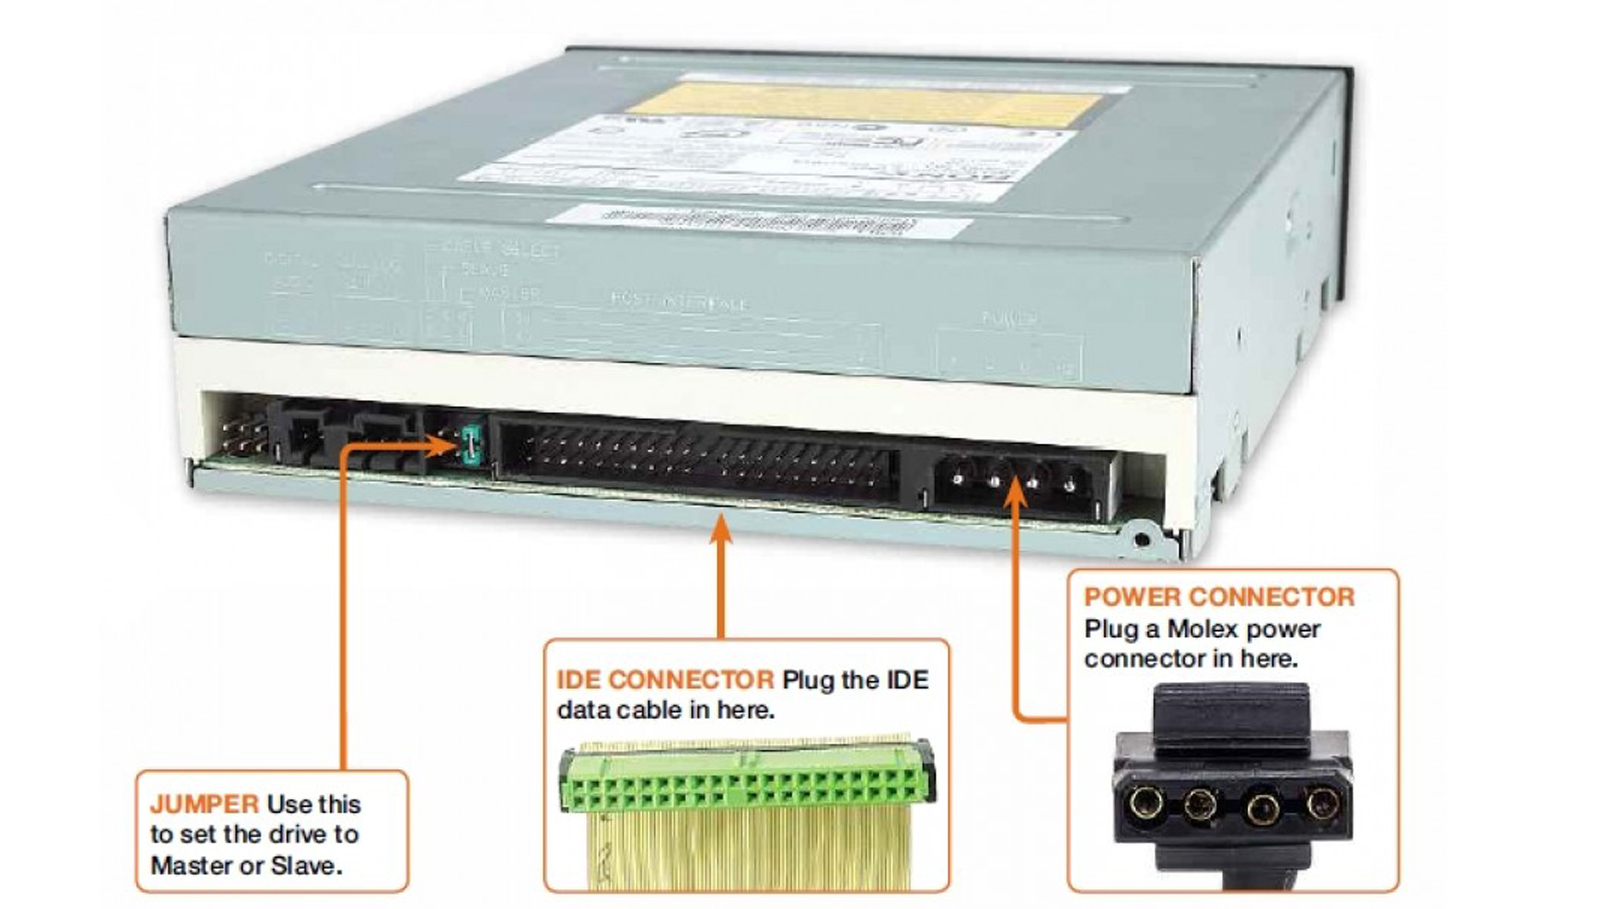 CABLE SELECT
SLAVE
MASTER
HOST INTERFACE
POWER
POWER CONNECTOR
Plug a Molex power
connector in here.
IDE CONNECTOR Plug the IDE
data cable in here.
JUMPER Use this
to set the drive to
Master or Slave.